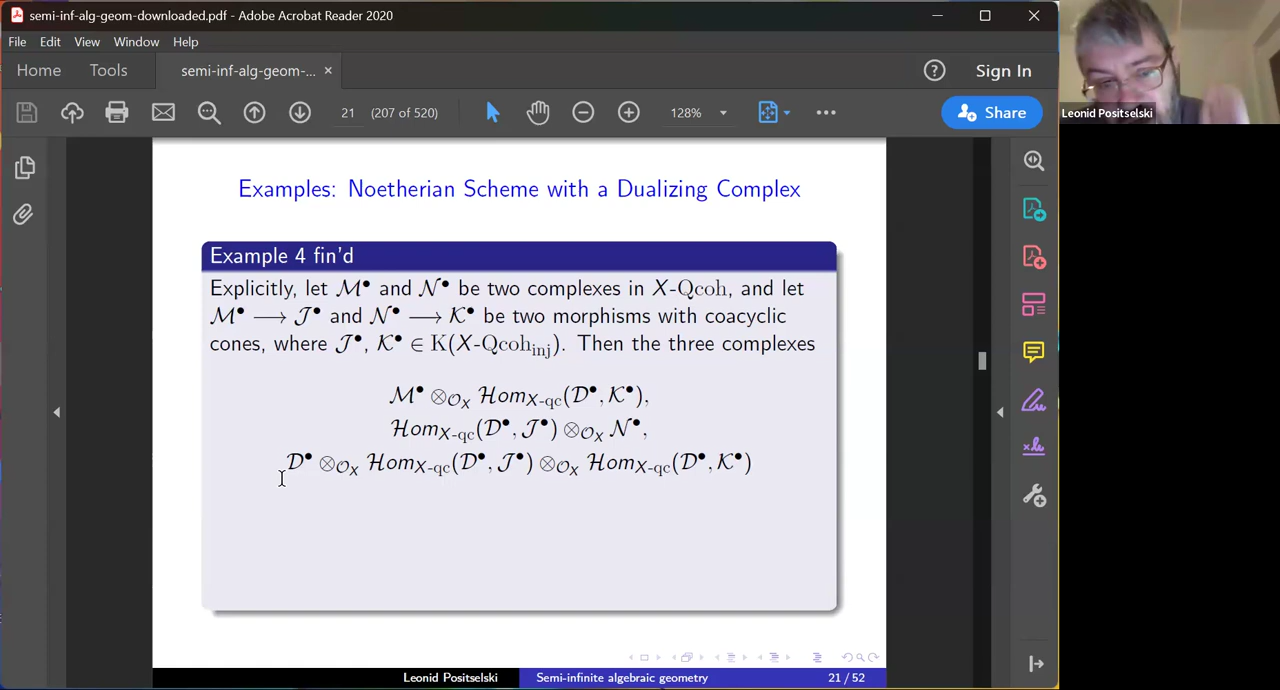 semi-inf-alg-geom-downloaded.pdf - Adobe Acrobat Reader 2020
File Edit View Window Help
Home Tools semi-inf-alg-geom-... × Sign In
21 (207 of 520) 128% Share
Leonid Positselski
Examples: Noetherian Scheme with a Dualizing Complex
Example 4 fin'd
Explicitly, let ℳ• and 𝒩• be two complexes in X-Qcoh, and let
ℳ• ⟶ 𝒥• and 𝒩• ⟶ 𝒦• be two morphisms with coacyclic
cones, where 𝒥•, 𝒦• ∈ K(X-Qcoh_inj). Then the three complexes
ℳ• ⊗_{𝒪_X} ℋom_{X-qc}(𝒟•, 𝒦•),
ℋom_{X-qc}(𝒟•, 𝒥•) ⊗_{𝒪_X} 𝒩•,
𝒟• ⊗_{𝒪_X} ℋom_{X-qc}(𝒟•, 𝒥•) ⊗_{𝒪_X} ℋom_{X-qc}(𝒟•, 𝒦•)
Leonid Positselski Semi-infinite algebraic geometry 21 / 52